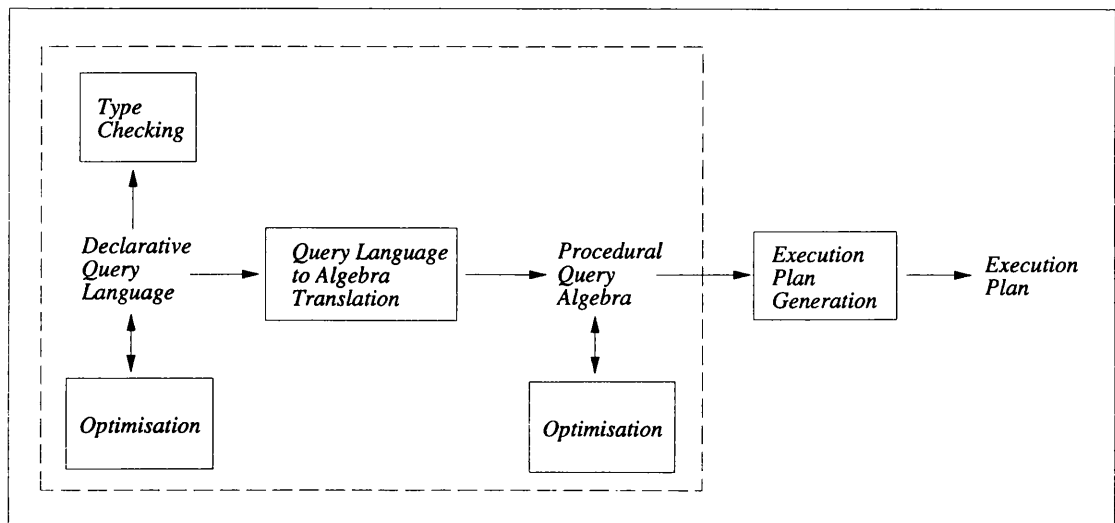 Type
Checking
Declarative
Query
Language
Query Language
to Algebra
Translation
Procedural
Query
Algebra
Execution
Plan
Generation
Execution
Plan
Optimisation
Optimisation